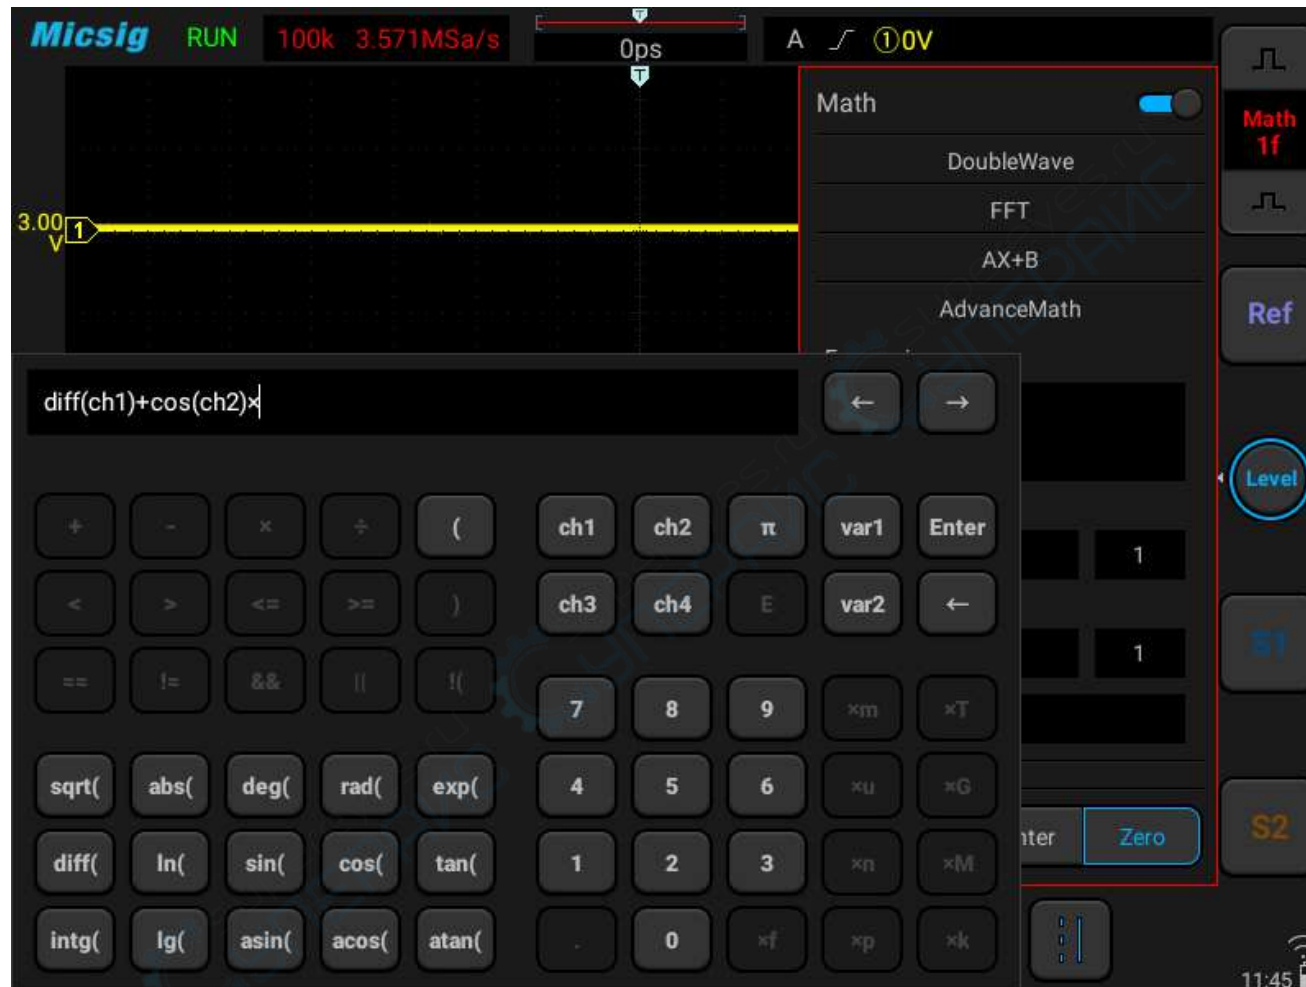 Micsig RUN 100k 3.571MSa/s 0ps A ①0V
T
T
Math
Math
1f
DoubleWave
FFT
AX+B
AdvanceMath
Ref
3.00
V
1
diff(ch1)+cos(ch2)×
← →
Level
+ - × ÷ ( ch1 ch2 π var1 Enter
1
< > <= >= ) ch3 ch4 E var2 ←
== != && || !(
1
S1
7 8 9 ×m ×T
sqrt( abs( deg( rad( exp( 4 5 6 ×u ×G
Zero
S2
diff( ln( sin( cos( tan( 1 2 3 ×n ×M
intg( lg( asin( acos( atan( . 0 ×f ×p ×k
11:45